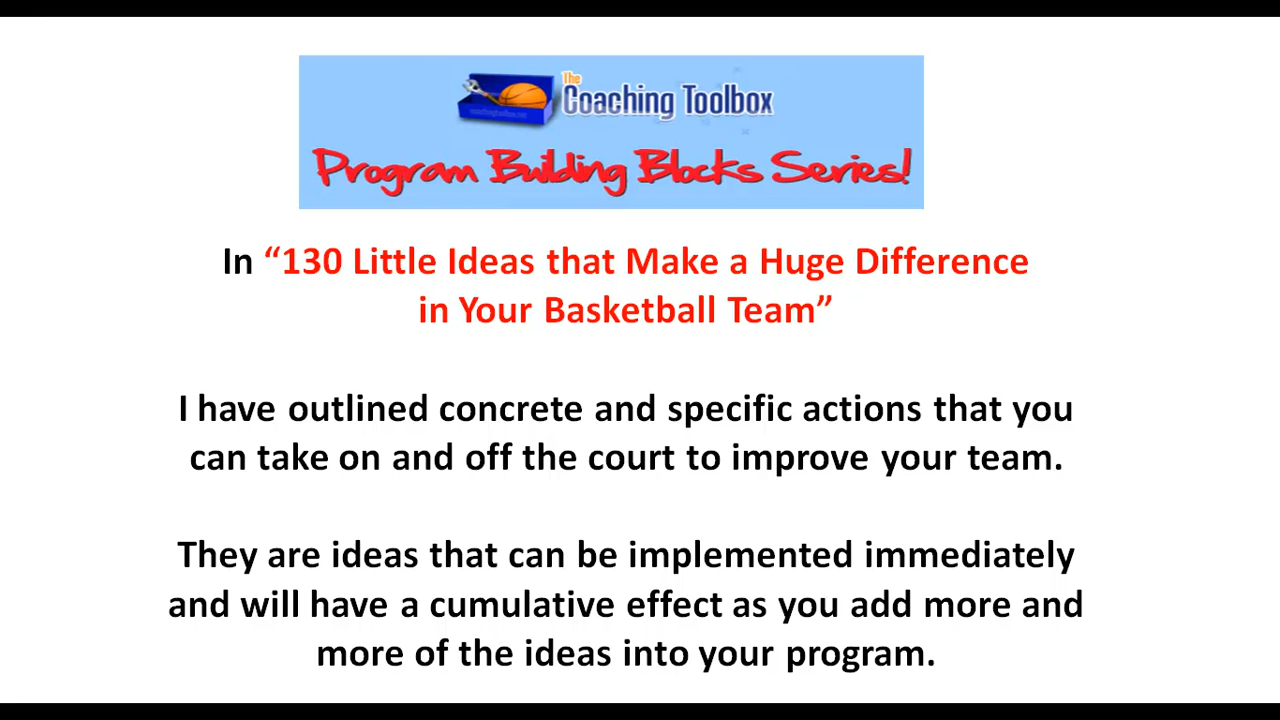 The
Coaching Toolbox
Program Building Blocks Series!
In “130 Little Ideas that Make a Huge Difference
in Your Basketball Team”
I have outlined concrete and specific actions that you
can take on and off the court to improve your team.
They are ideas that can be implemented immediately
and will have a cumulative effect as you add more and
more of the ideas into your program.